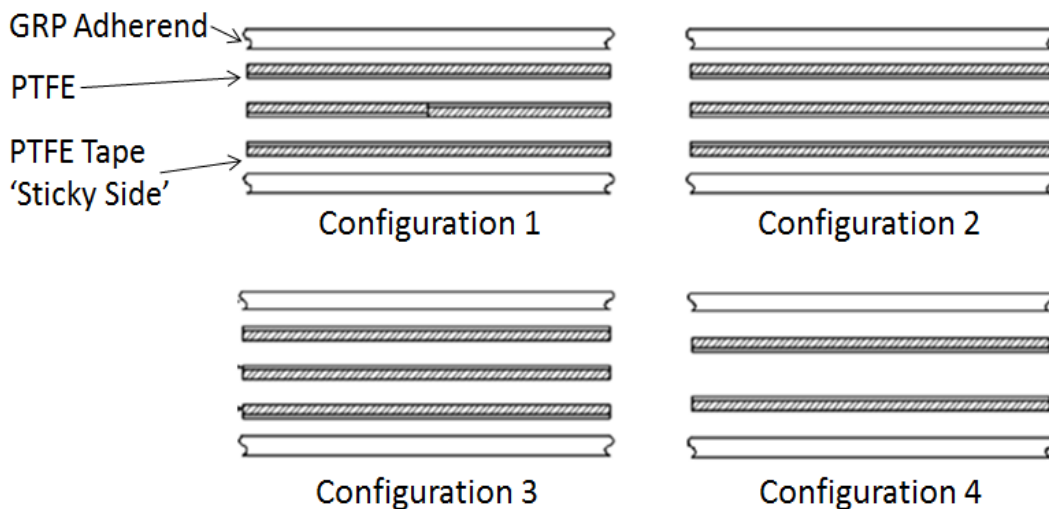 GRP Adherend
PTFE
PTFE Tape
‘Sticky Side’
Configuration 1
Configuration 2
Configuration 3
Configuration 4